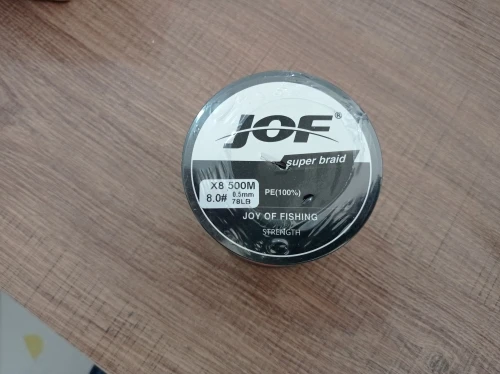 JOF®
super braid
X8 500M
8.0# 0.5mm
78LB
PE(100%)
JOY OF FISHING
STRENGTH